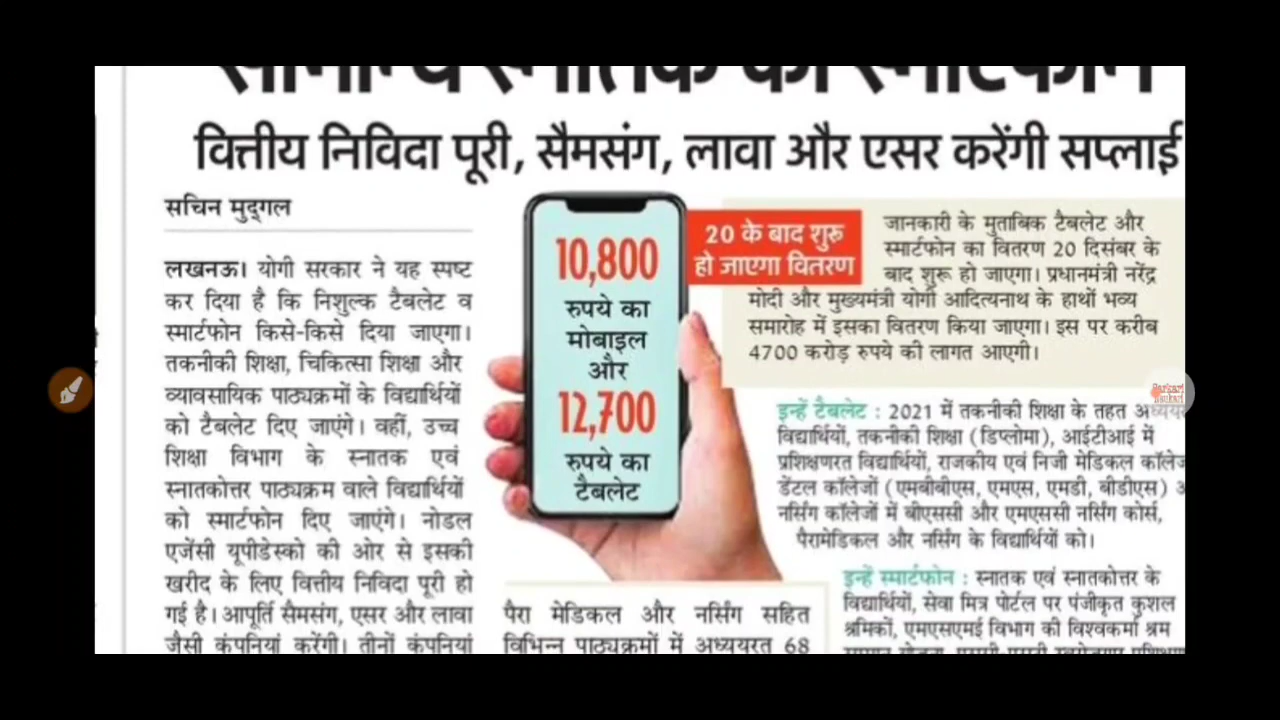 सामान्य स्नातक को स्मार्टफोन
वित्तीय निविदा पूरी, सैमसंग, लावा और एसर करेंगी सप्लाई
सचिन मुद्गल
लखनऊ। योगी सरकार ने यह स्पष्ट
कर दिया है कि निशुल्क टैबलेट व
स्मार्टफोन किसे-किसे दिया जाएगा।
तकनीकी शिक्षा, चिकित्सा शिक्षा और
व्यावसायिक पाठ्यक्रमों के विद्यार्थियों
को टैबलेट दिए जाएंगे। वहीं, उच्च
शिक्षा विभाग के स्नातक एवं
स्नातकोत्तर पाठ्यक्रम वाले विद्यार्थियों
को स्मार्टफोन दिए जाएंगे। नोडल
एजेंसी यूपीडेस्को की ओर से इसकी
खरीद के लिए वित्तीय निविदा पूरी हो
गई है। आपूर्ति सैमसंग, एसर और लावा
जैसी कंपनियां करेंगी। तीनों कंपनियां
10,800
रुपये का
मोबाइल
और
12,700
रुपये का
टैबलेट
पैरा मेडिकल और नर्सिंग सहित
विभिन्न पाठ्यक्रमों में अध्ययरत 68
20 के बाद शुरू
हो जाएगा वितरण
जानकारी के मुताबिक टैबलेट और
स्मार्टफोन का वितरण 20 दिसंबर के
बाद शुरू हो जाएगा। प्रधानमंत्री नरेंद्र
मोदी और मुख्यमंत्री योगी आदित्यनाथ के हाथों भव्य
समारोह में इसका वितरण किया जाएगा। इस पर करीब
4700 करोड़ रुपये की लागत आएगी।
Sarkari
Naukari
इन्हें टैबलेट : 2021 में तकनीकी शिक्षा के तहत
विद्यार्थियों, तकनीकी शिक्षा (डिप्लोमा), आईटीआई में
प्रशिक्षणरत विद्यार्थियों, राजकीय एवं निजी मेडिकल कॉलेज
डेंटल कॉलेजों (एमबीबीएस, एमएस, एमडी, बीडीएस)
नर्सिंग कॉलेजों में बीएससी और एमएससी नर्सिंग कोर्स,
पैरामेडिकल और नर्सिंग के विद्यार्थियों को।
इन्हें स्मार्टफोन : स्नातक एवं स्नातकोत्तर के
विद्यार्थियों, सेवा मित्र पोर्टल पर पंजीकृत कुशल
श्रमिकों, एमएसएमई विभाग की विश्वकर्मा श्रम